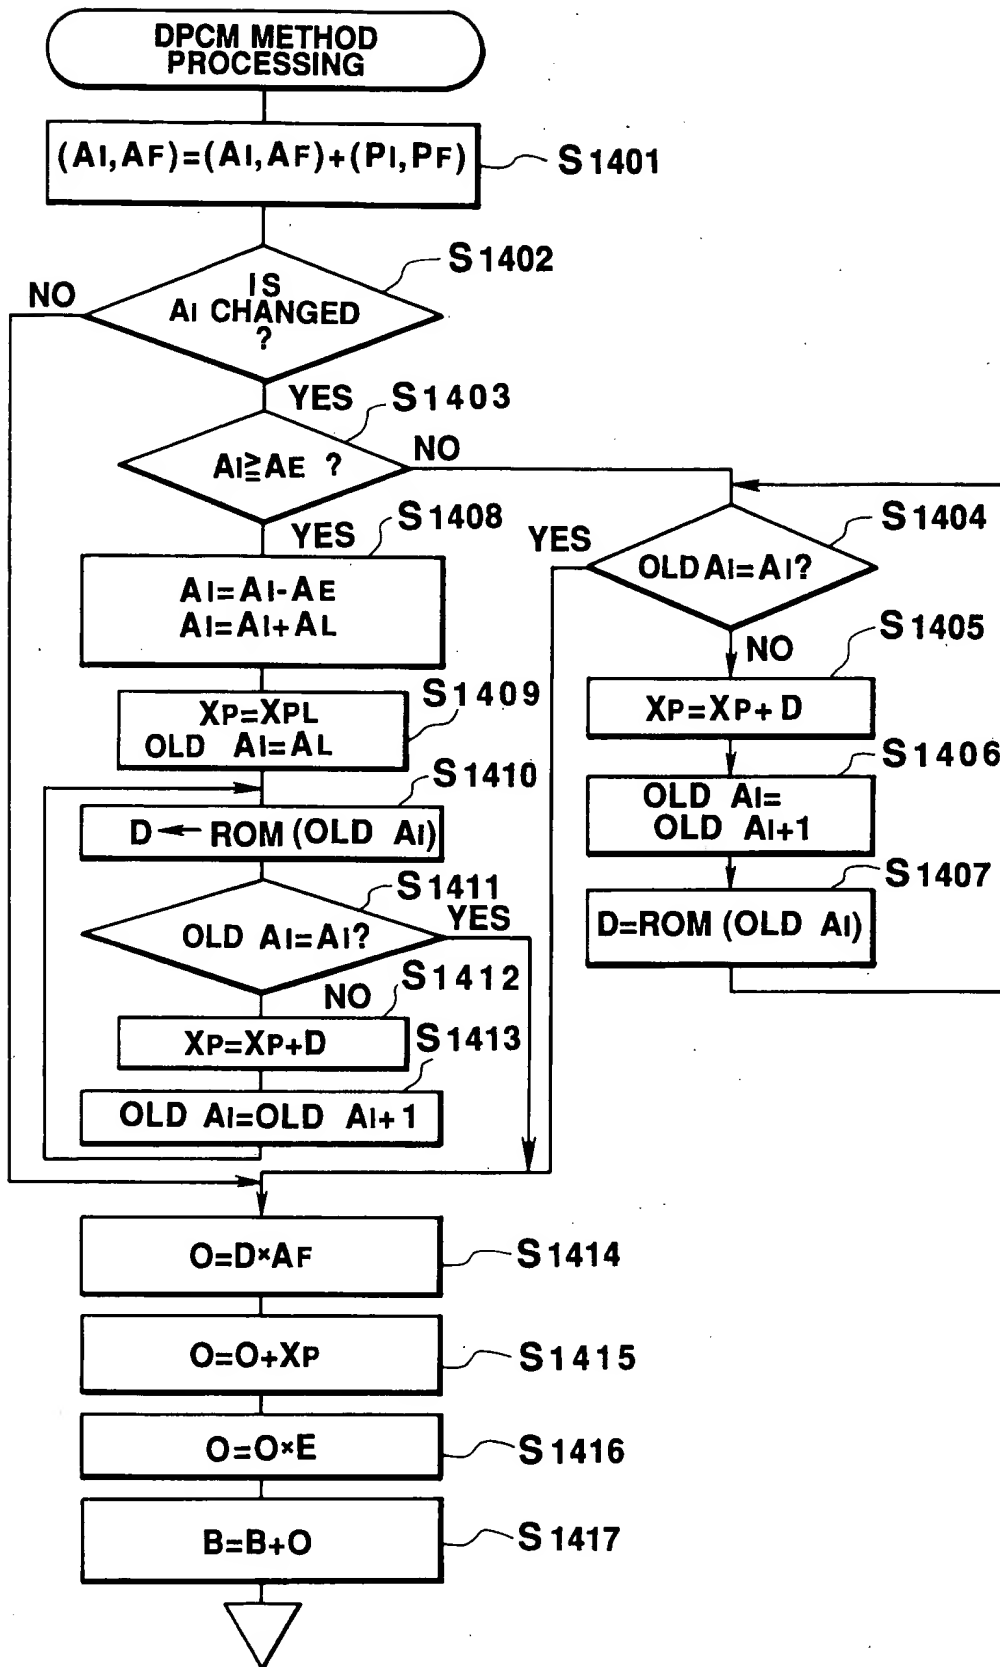 DPCM METHOD
PROCESSING
(AI,AF)=(AI,AF)+(PI,PF)
S1401
S1402
IS
AI CHANGED
?
NO
YES
S1403
AI≧AE ?
NO
YES
S1408
AI=AI-AE
AI=AI+AL
S1409
XP=XPL
OLD AI=AL
S1410
D← ROM (OLD AI)
S1411
OLD AI=AI?
YES
NO
S1412
XP=XP+D
S1413
OLD AI=OLD AI+1
S1404
YES
OLD AI=AI?
NO
S1405
XP=XP+D
S1406
OLD AI=
OLD AI+1
S1407
D=ROM (OLD AI)
O=D×AF
S1414
O=O+XP
S1415
O=O×E
S1416
B=B+O
S1417